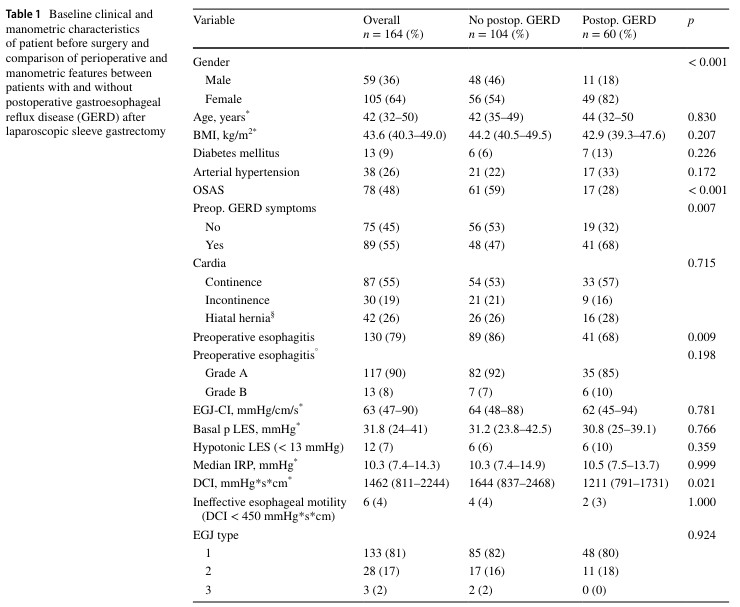 Table 1 Baseline clinical and
manometric characteristics
of patient before surgery and
comparison of perioperative and
manometric features between
patients with and without
postoperative gastroesophageal
reflux disease (GERD) after
laparoscopic sleeve gastrectomy
Variable Overall No postop. GERD Postop. GERD p
n = 164 (%) n = 104 (%) n = 60 (%)
Gender < 0.001
Male 59 (36) 48 (46) 11 (18)
Female 105 (64) 56 (54) 49 (82)
Age, years* 42 (32–50) 42 (35–49) 44 (32–50 0.830
BMI, kg/m2* 43.6 (40.3–49.0) 44.2 (40.5–49.5) 42.9 (39.3–47.6) 0.207
Diabetes mellitus 13 (9) 6 (6) 7 (13) 0.226
Arterial hypertension 38 (26) 21 (22) 17 (33) 0.172
OSAS 78 (48) 61 (59) 17 (28) < 0.001
Preop. GERD symptoms 0.007
No 75 (45) 56 (53) 19 (32)
Yes 89 (55) 48 (47) 41 (68)
Cardia 0.715
Continence 87 (55) 54 (53) 33 (57)
Incontinence 30 (19) 21 (21) 9 (16)
Hiatal hernia§ 42 (26) 26 (26) 16 (28)
Preoperative esophagitis 130 (79) 89 (86) 41 (68) 0.009
Preoperative esophagitis° 0.198
Grade A 117 (90) 82 (92) 35 (85)
Grade B 13 (8) 7 (7) 6 (10)
EGJ-CI, mmHg/cm/s* 63 (47–90) 64 (48–88) 62 (45–94) 0.781
Basal p LES, mmHg* 31.8 (24–41) 31.2 (23.8–42.5) 30.8 (25–39.1) 0.766
Hypotonic LES (< 13 mmHg) 12 (7) 6 (6) 6 (10) 0.359
Median IRP, mmHg* 10.3 (7.4–14.3) 10.3 (7.4–14.9) 10.5 (7.5–13.7) 0.999
DCI, mmHg*s*cm* 1462 (811–2244) 1644 (837–2468) 1211 (791–1731) 0.021
Ineffective esophageal motility 6 (4) 4 (4) 2 (3) 1.000
(DCI < 450 mmHg*s*cm)
EGJ type 0.924
1 133 (81) 85 (82) 48 (80)
2 28 (17) 17 (16) 11 (18)
3 3 (2) 2 (2) 0 (0)